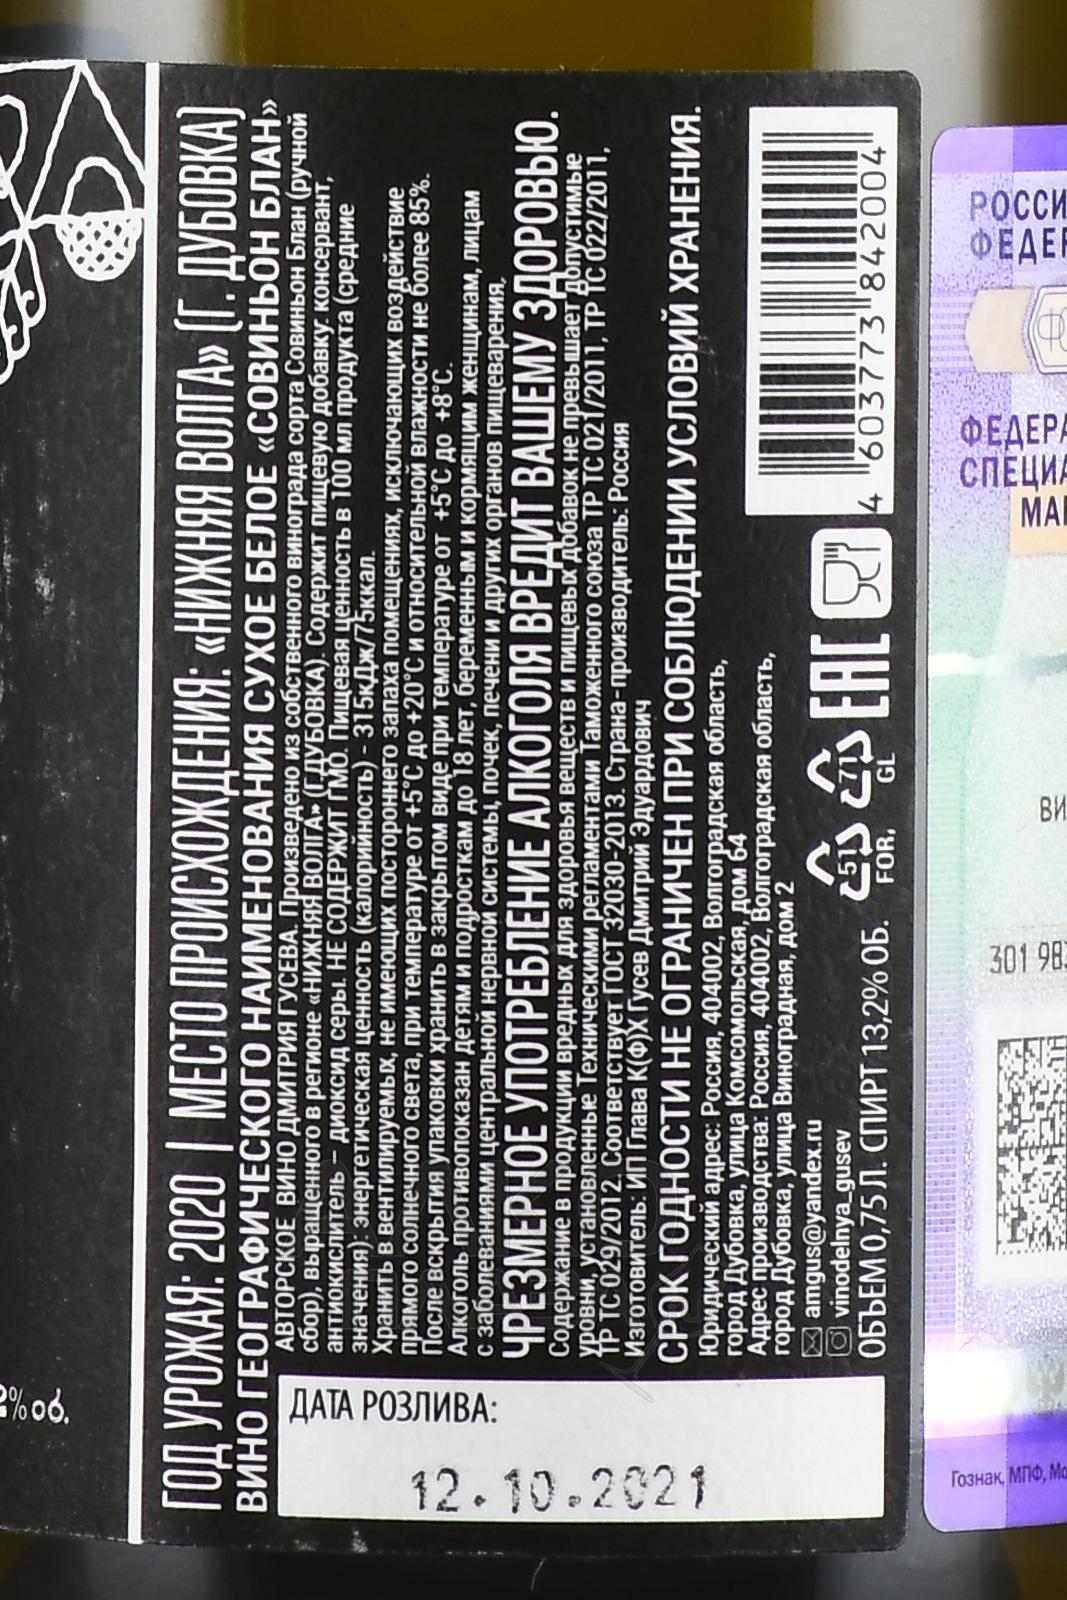 ГОД УРОЖАЯ: 2020 | МЕСТО ПРОИСХОЖДЕНИЯ: «НИЖНЯЯ ВОЛГА» (Г. ДУБОВКА)
ВИНО ГЕОГРАФИЧЕСКОГО НАИМЕНОВАНИЯ СУХОЕ БЕЛОЕ «СОВИНЬОН БЛАН»
АВТОРСКОЕ ВИНО ДМИТРИЯ ГУСЕВА. Произведено из собственного винограда сорта Совиньон Блан (ручной
сбор), выращенного в регионе «НИЖНЯЯ ВОЛГА» (Г.ДУБОВКА). Содержит пищевую добавку консервант,
антиокислитель – диоксид серы. НЕ СОДЕРЖИТ ГМО. Пищевая ценность в 100 мл продукта (средние
значения): энергетическая ценность (калорийность) - 315кДж/75ккал.
Хранить в вентилируемых, не имеющих постороннего запаха помещениях, исключающих воздействие
прямого солнечного света, при температуре от +5°С до +20°С и относительной влажности не более 85%.
После вскрытия упаковки хранить в закрытом виде при температуре от +5°С до +8°С.
Алкоголь противопоказан детям и подросткам до 18 лет, беременным и кормящим женщинам, лицам
с заболеваниями центральной нервной системы, почек, печени и других органов пищеварения.
ЧРЕЗМЕРНОЕ УПОТРЕБЛЕНИЕ АЛКОГОЛЯ ВРЕДИТ ВАШЕМУ ЗДОРОВЬЮ.
Содержание в продукции вредных для здоровья веществ и пищевых добавок не превышает допустимые
уровни, установленные Техническими регламентами Таможенного союза ТР ТС 021/2011, ТР ТС 022/2011,
ТР ТС 029/2012. Соответствует ГОСТ 32030-2013. Страна-производитель: Россия
Изготовитель: ИП Глава К(Ф)Х Гусев Дмитрий Эдуардович
СРОК ГОДНОСТИ НЕ ОГРАНИЧЕН ПРИ СОБЛЮДЕНИИ УСЛОВИЙ ХРАНЕНИЯ.
Юридический адрес: Россия, 404002, Волгоградская область,
город Дубовка, улица Комсомольская, дом 64
Адрес производства: Россия, 404002, Волгоградская область,
город Дубовка, улица Виноградная, дом 2
amgus@yandex.ru
vinodelnya_gusev
ОБЪЕМ 0,75 Л. СПИРТ 13,2% ОБ.
51 FOR.
71 GL
EAC
4 603773 842004
ДАТА РОЗЛИВА:
12.10.2021
2% об.
РОССИ
ФЕДЕР
ФЕДЕРА
СПЕЦИА
МАР
ВИ
301 983
Гознак, МПФ, Мо